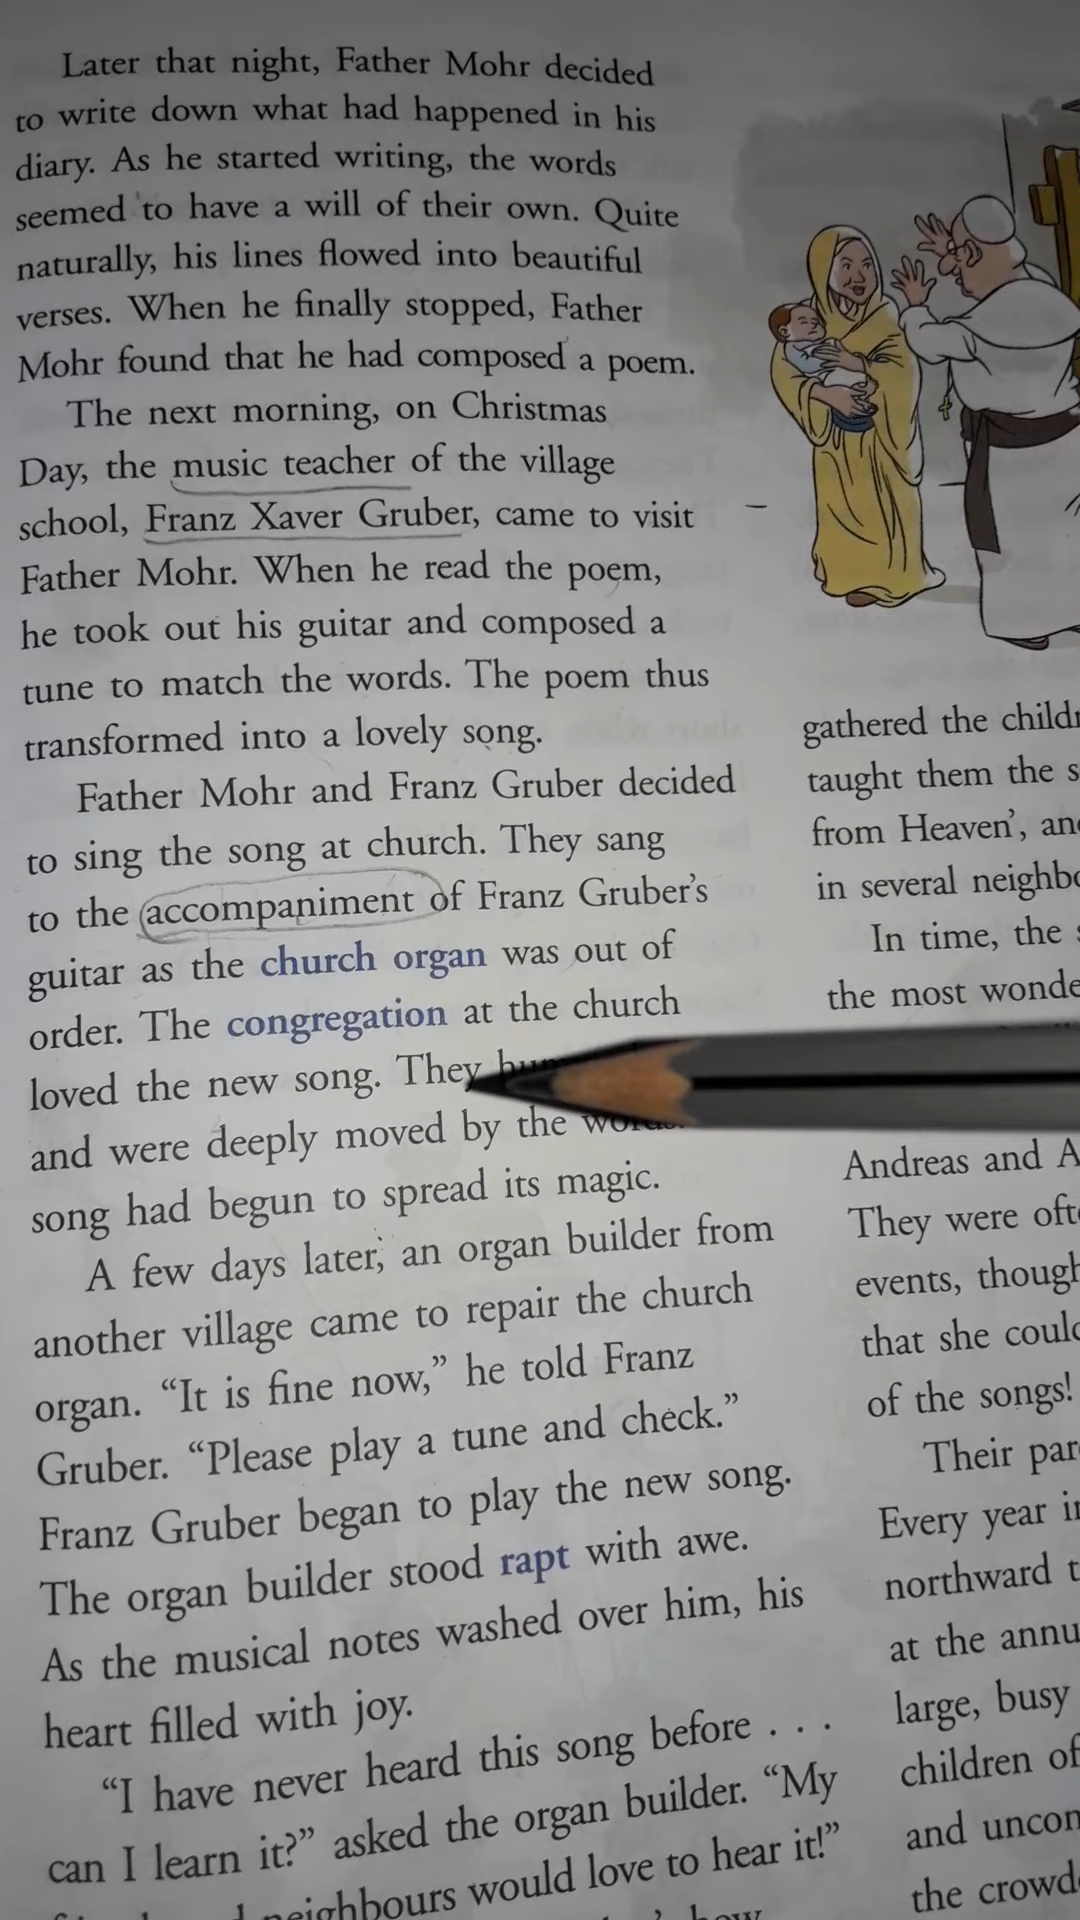 Later that night, Father Mohr decided
to write down what had happened in his
diary. As he started writing, the words
seemed to have a will of their own. Quite
naturally, his lines flowed into beautiful
verses. When he finally stopped, Father
Mohr found that he had composed a poem.
The next morning, on Christmas
Day, the music teacher of the village
school, Franz Xaver Gruber, came to visit
Father Mohr. When he read the poem,
he took out his guitar and composed a
tune to match the words. The poem thus
transformed into a lovely song.
Father Mohr and Franz Gruber decided
to sing the song at church. They sang
to the accompaniment of Franz Gruber's
guitar as the church organ was out of
order. The congregation at the church
loved the new song. They
and were deeply moved by the
song had begun to spread its magic.
A few days later, an organ builder from
another village came to repair the church
organ. “It is fine now,” he told Franz
Gruber. “Please play a tune and check.”
Franz Gruber began to play the new song.
The organ builder stood rapt with awe.
As the musical notes washed over him, his
heart filled with joy.
“I have never heard this song before . . .
can I learn it?” asked the organ builder. “My
neighbours would love to hear it!”
gathered the
taught them the
from Heaven’,
in several
In time, the
the most
Andreas and
They were
events,
that she
of the songs!
Their
Every year
northward
at the
large, busy
children of
and
the